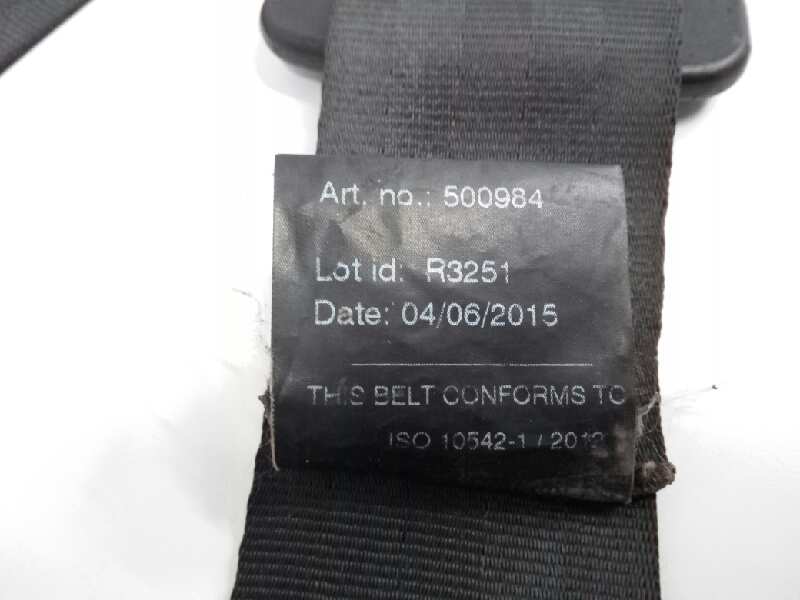 Art. no.: 500984
Lot id: R3251
Date: 04/06/2015
THIS BELT CONFORMS TO
ISO 10542-1 / 2012